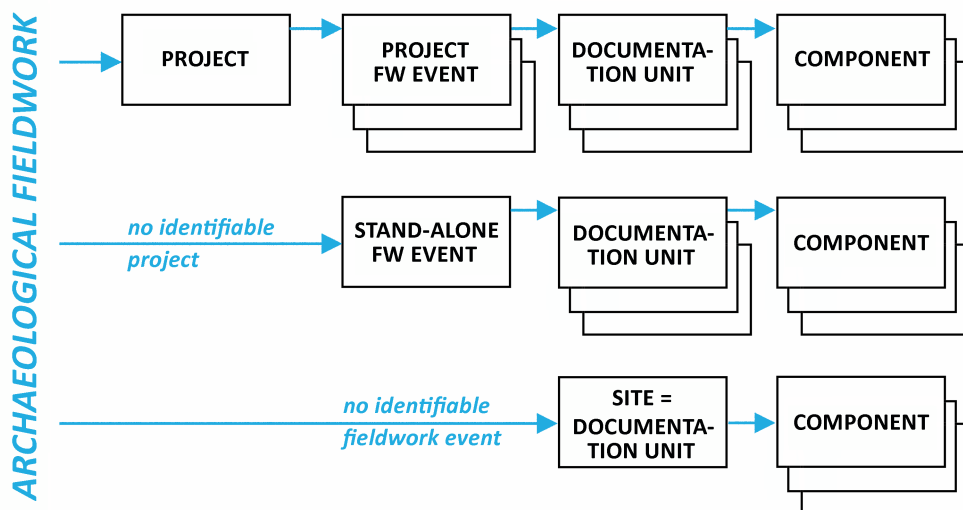 ARCHAEOLOGICAL FIELDWORK
PROJECT
PROJECT
FW EVENT
DOCUMENTA-
TION UNIT
COMPONENT
no identifiable
project
STAND-ALONE
FW EVENT
DOCUMENTA-
TION UNIT
COMPONENT
no identifiable
fieldwork event
SITE =
DOCUMENTA-
TION UNIT
COMPONENT